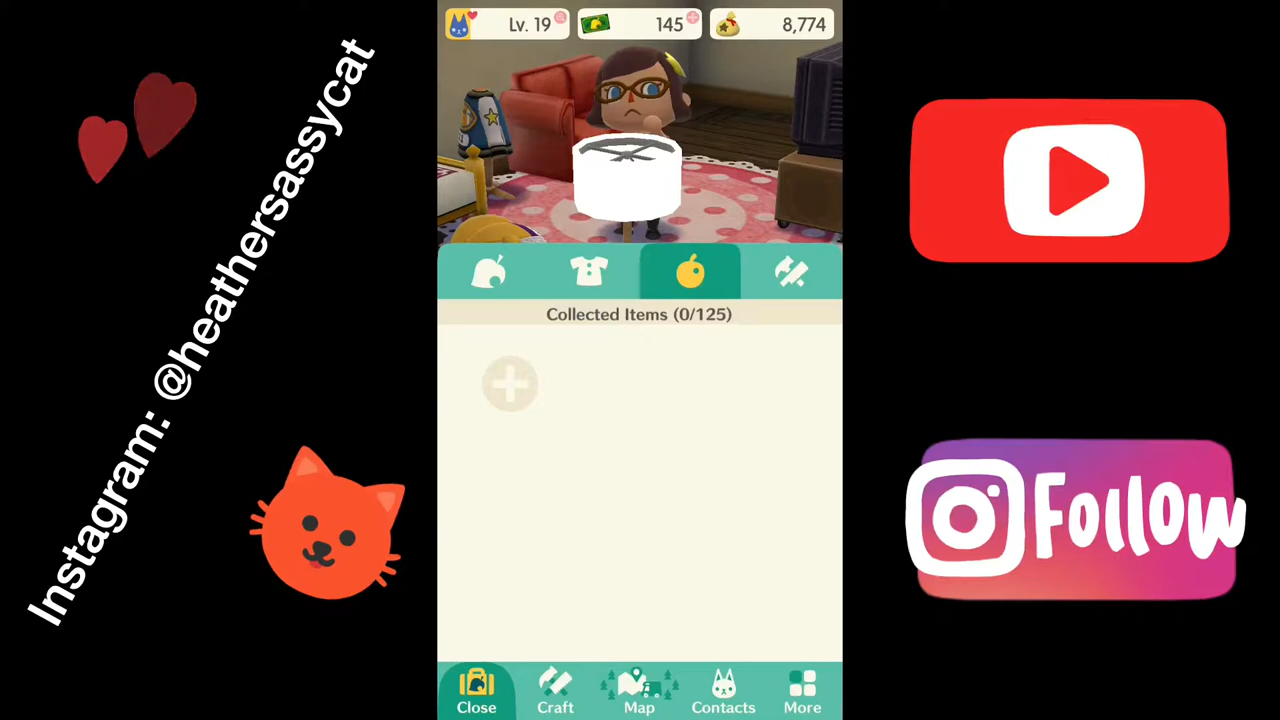 Lv. 19
145
8,774
Collected Items (0/125)
Close
Craft
Map
Contacts
More
Instagram: @heathersassycat
Follow